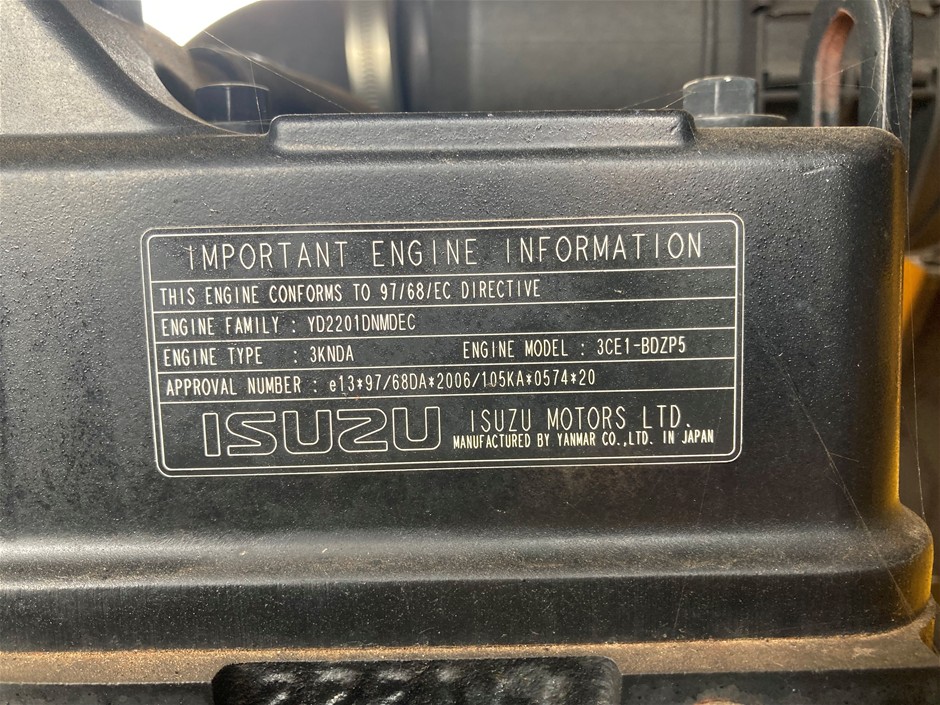 IMPORTANT ENGINE INFORMATION
THIS ENGINE CONFORMS TO 97/68/EC DIRECTIVE
ENGINE FAMILY : YD2201DNMDEC
ENGINE TYPE : 3KNDA ENGINE MODEL : 3CE1-BDZP5
APPROVAL NUMBER : e13*97/68DA*2006/105KA*0574*20
ISUZU ISUZU MOTORS LTD.
MANUFACTURED BY YANMAR CO.,LTD. IN JAPAN